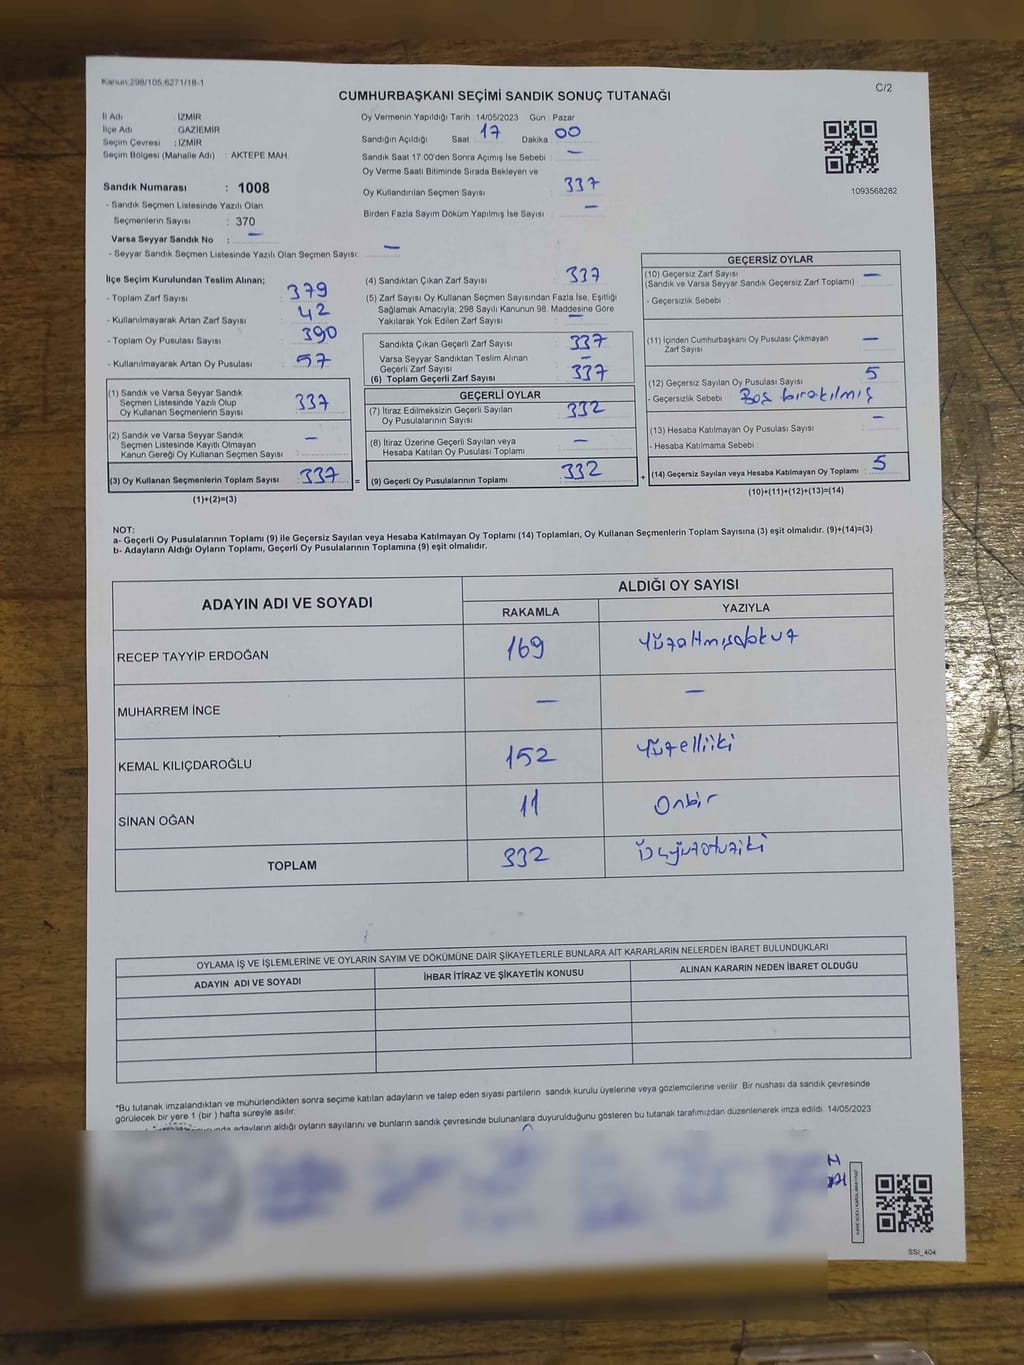 Kanun:298/105,6271/18-1
C/2
CUMHURBAŞKANI SEÇİMİ SANDIK SONUÇ TUTANAĞI
İl Adı : İZMİR
İlçe Adı : GAZİEMİR
Seçim Çevresi : İZMİR
Seçim Bölgesi (Mahalle Adı) : AKTEPE MAH.
Sandık Numarası : 1008
- Sandık Seçmen Listesinde Yazılı Olan
Seçmenlerin Sayısı : 370
Varsa Seyyar Sandık No : —
- Seyyar Sandık Seçmen Listesinde Yazılı Olan Seçmen Sayısı: —
Oy Vermenin Yapıldığı Tarih : 14/05/2023 Gün : Pazar
Sandığın Açıldığı Saat 17 Dakika 00
Sandık Saat 17:00'den Sonra Açımış İse Sebebi : —
Oy Verme Saati Bitiminde Sırada Bekleyen ve
Oy Kullandırılan Seçmen Sayısı : 337
Birden Fazla Sayım Döküm Yapılmış İse Sayısı : —
1093568282
İlçe Seçim Kurulundan Teslim Alınan;
- Toplam Zarf Sayısı : 379
- Kullanılmayarak Artan Zarf Sayısı : 42
- Toplam Oy Pusulası Sayısı : 390
- Kullanılmayarak Artan Oy Pusulası : 57
(1) Sandık ve Varsa Seyyar Sandık
Seçmen Listesinde Yazılı Olup
Oy Kullanan Seçmenlerin Sayısı : 337
(2) Sandık ve Varsa Seyyar Sandık
Seçmen Listesinde Kayıtlı Olmayan
Kanun Gereği Oy Kullanan Seçmen Sayısı : —
(3) Oy Kullanan Seçmenlerin Toplam Sayısı : 337 =
(1)+(2)=(3)
(4) Sandıktan Çıkan Zarf Sayısı : 337
(5) Zarf Sayısı Oy Kullanan Seçmen Sayısından Fazla İse, Eşitliği
Sağlamak Amacıyla; 298 Sayılı Kanunun 98. Maddesine Göre
Yakılarak Yok Edilen Zarf Sayısı : —
Sandıkta Çıkan Geçerli Zarf Sayısı : 337
Varsa Seyyar Sandıktan Teslim Alınan
Geçerli Zarf Sayısı : —
(6) Toplam Geçerli Zarf Sayısı : 337
GEÇERLİ OYLAR
(7) İtiraz Edilmeksizin Geçerli Sayılan
Oy Pusulalarının Sayısı : 332
(8) İtiraz Üzerine Geçerli Sayılan veya
Hesaba Katılan Oy Pusulası Toplamı : —
(9) Geçerli Oy Pusulalarının Toplamı : 332 +
GEÇERSİZ OYLAR
(10) Geçersiz Zarf Sayısı
(Sandık ve Varsa Seyyar Sandık Geçersiz Zarf Toplamı) : —
- Geçersizlik Sebebi :
(11) İçinden Cumhurbaşkanı Oy Pusulası Çıkmayan
Zarf Sayısı : —
(12) Geçersiz Sayılan Oy Pusulası Sayısı : 5
- Geçersizlik Sebebi : Boş bırakılmış
(13) Hesaba Katılmayan Oy Pusulası Sayısı : —
- Hesaba Katılmama Sebebi :
(14) Geçersiz Sayılan veya Hesaba Katılmayan Oy Toplamı : 5
(10)+(11)+(12)+(13)=(14)
NOT:
a- Geçerli Oy Pusulalarının Toplamı (9) ile Geçersiz Sayılan veya Hesaba Katılmayan Oy Toplamı (14) Toplamları, Oy Kullanan Seçmenlerin Toplam Sayısına (3) eşit olmalıdır. (9)+(14)=(3)
b- Adayların Aldığı Oyların Toplamı, Geçerli Oy Pusulalarının Toplamına (9) eşit olmalıdır.
ADAYIN ADI VE SOYADI ALDIĞI OY SAYISI
RAKAMLA YAZIYLA
RECEP TAYYİP ERDOĞAN 169 Yüzaltmışdokuz
MUHARREM İNCE — —
KEMAL KILIÇDAROĞLU 152 Yüzelliiki
SİNAN OĞAN 11 Onbir
TOPLAM 332 Üçyüzotuziki
OYLAMA İŞ VE İŞLEMLERİNE VE OYLARIN SAYIM VE DÖKÜMÜNE DAİR ŞİKAYETLERLE BUNLARA AİT KARARLARIN NELERDEN İBARET BULUNDUKLARI
ADAYIN ADI VE SOYADI İHBAR İTİRAZ VE ŞİKAYETİN KONUSU ALINAN KARARIN NEDEN İBARET OLDUĞU
*Bu tutanak imzalandıktan ve mühürlendikten sonra seçime katılan adayların ve talep eden siyasi partilerin sandık kurulu üyelerine veya gözlemcilerine verilir. Bir nüshası da sandık çevresinde
görülecek bir yere 1 (bir ) hafta süreyle asılır.
adayların aldığı oyların sayılarını ve bunların sandık çevresinde bulunanlara duyurulduğunu gösteren bu tutanak tarafımızdan düzenlenerek imza edildi. 14/05/2023
SSİ_404